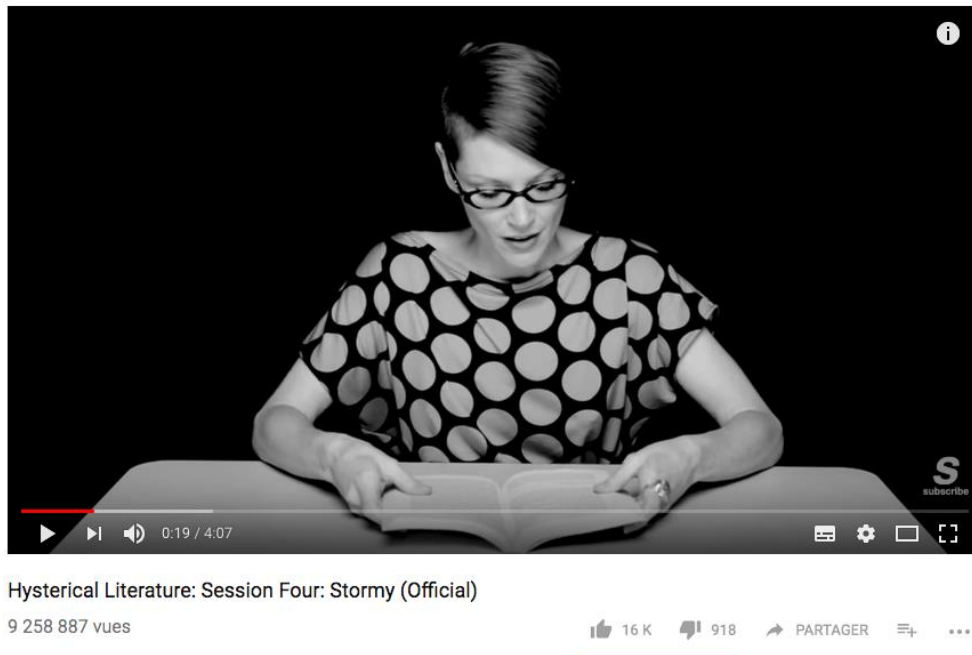 S
subscribe
0:19 / 4:07
Hysterical Literature: Session Four: Stormy (Official)
9 258 887 vues
16 K
918
PARTAGER